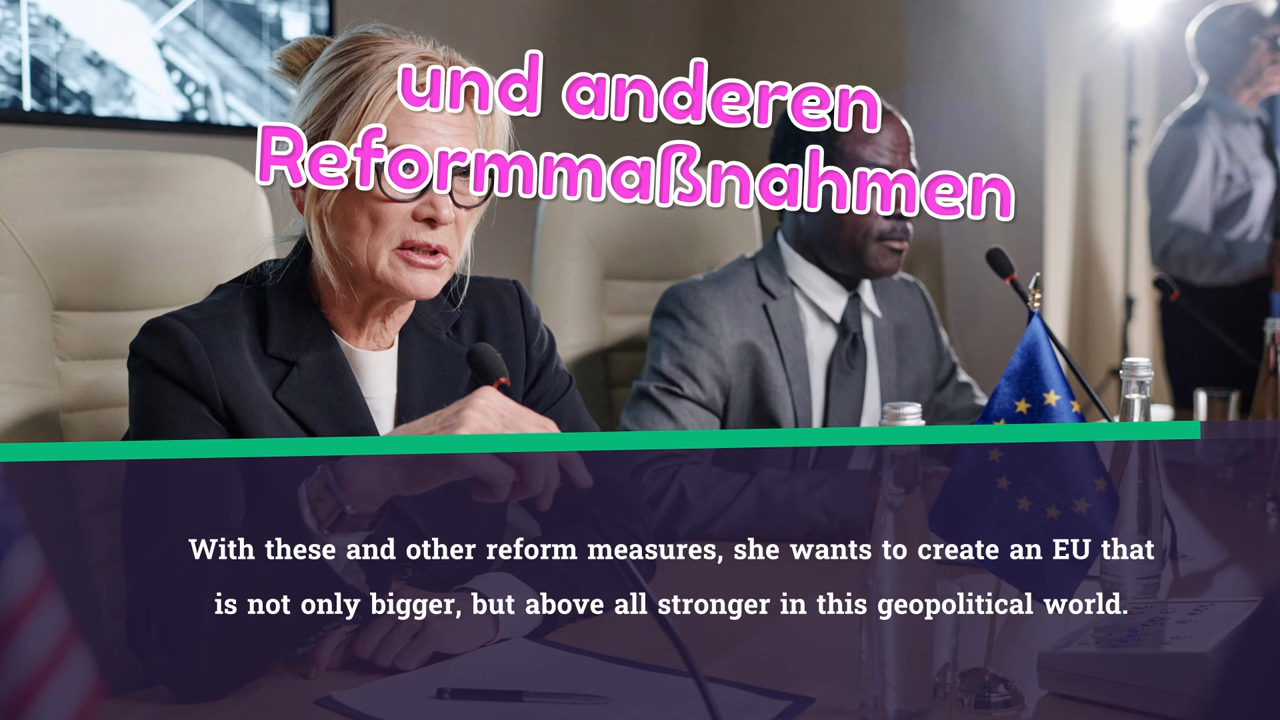 und anderen
Reformmaßnahmen
With these and other reform measures, she wants to create an EU that
is not only bigger, but above all stronger in this geopolitical world.